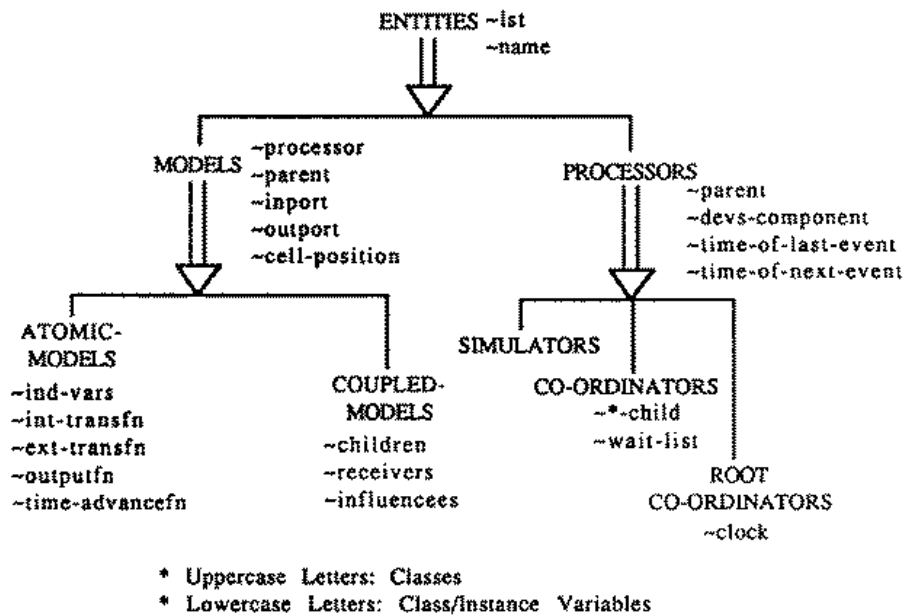 ENTITIES ~lst
~name
MODELS
~processor
~parent
~inport
~outport
~cell-position
PROCESSORS
~parent
~devs-component
~time-of-last-event
~time-of-next-event
ATOMIC-
MODELS
~ind-vars
~int-transfn
~ext-transfn
~outputfn
~time-advancefn
COUPLED-
MODELS
~children
~receivers
~influencees
SIMULATORS
CO-ORDINATORS
~*-child
~wait-list
ROOT
CO-ORDINATORS
~clock
* Uppercase Letters: Classes
* Lowercase Letters: Class/Instance Variables